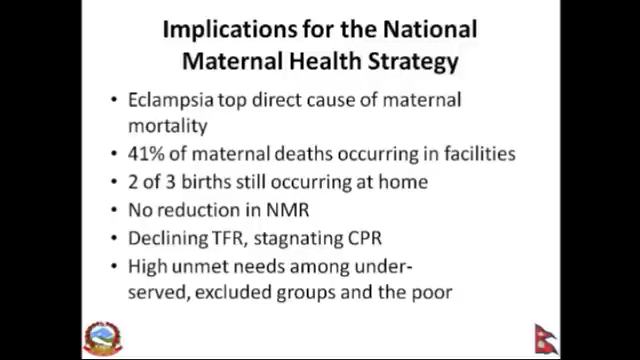 Implications for the National
Maternal Health Strategy
• Eclampsia top direct cause of maternal
mortality
• 41% of maternal deaths occurring in facilities
• 2 of 3 births still occurring at home
• No reduction in NMR
• Declining TFR, stagnating CPR
• High unmet needs among under-
served, excluded groups and the poor